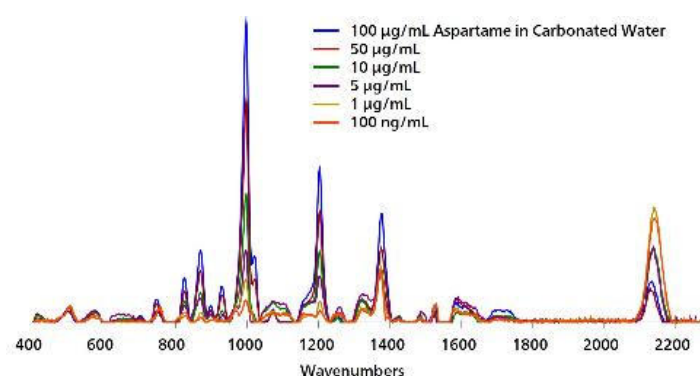 100 µg/mL Aspartame in Carbonated Water
50 µg/mL
10 µg/mL
5 µg/mL
1 µg/mL
100 ng/mL
400 600 800 1000 1200 1400 1600 1800 2000 2200
Wavenumbers